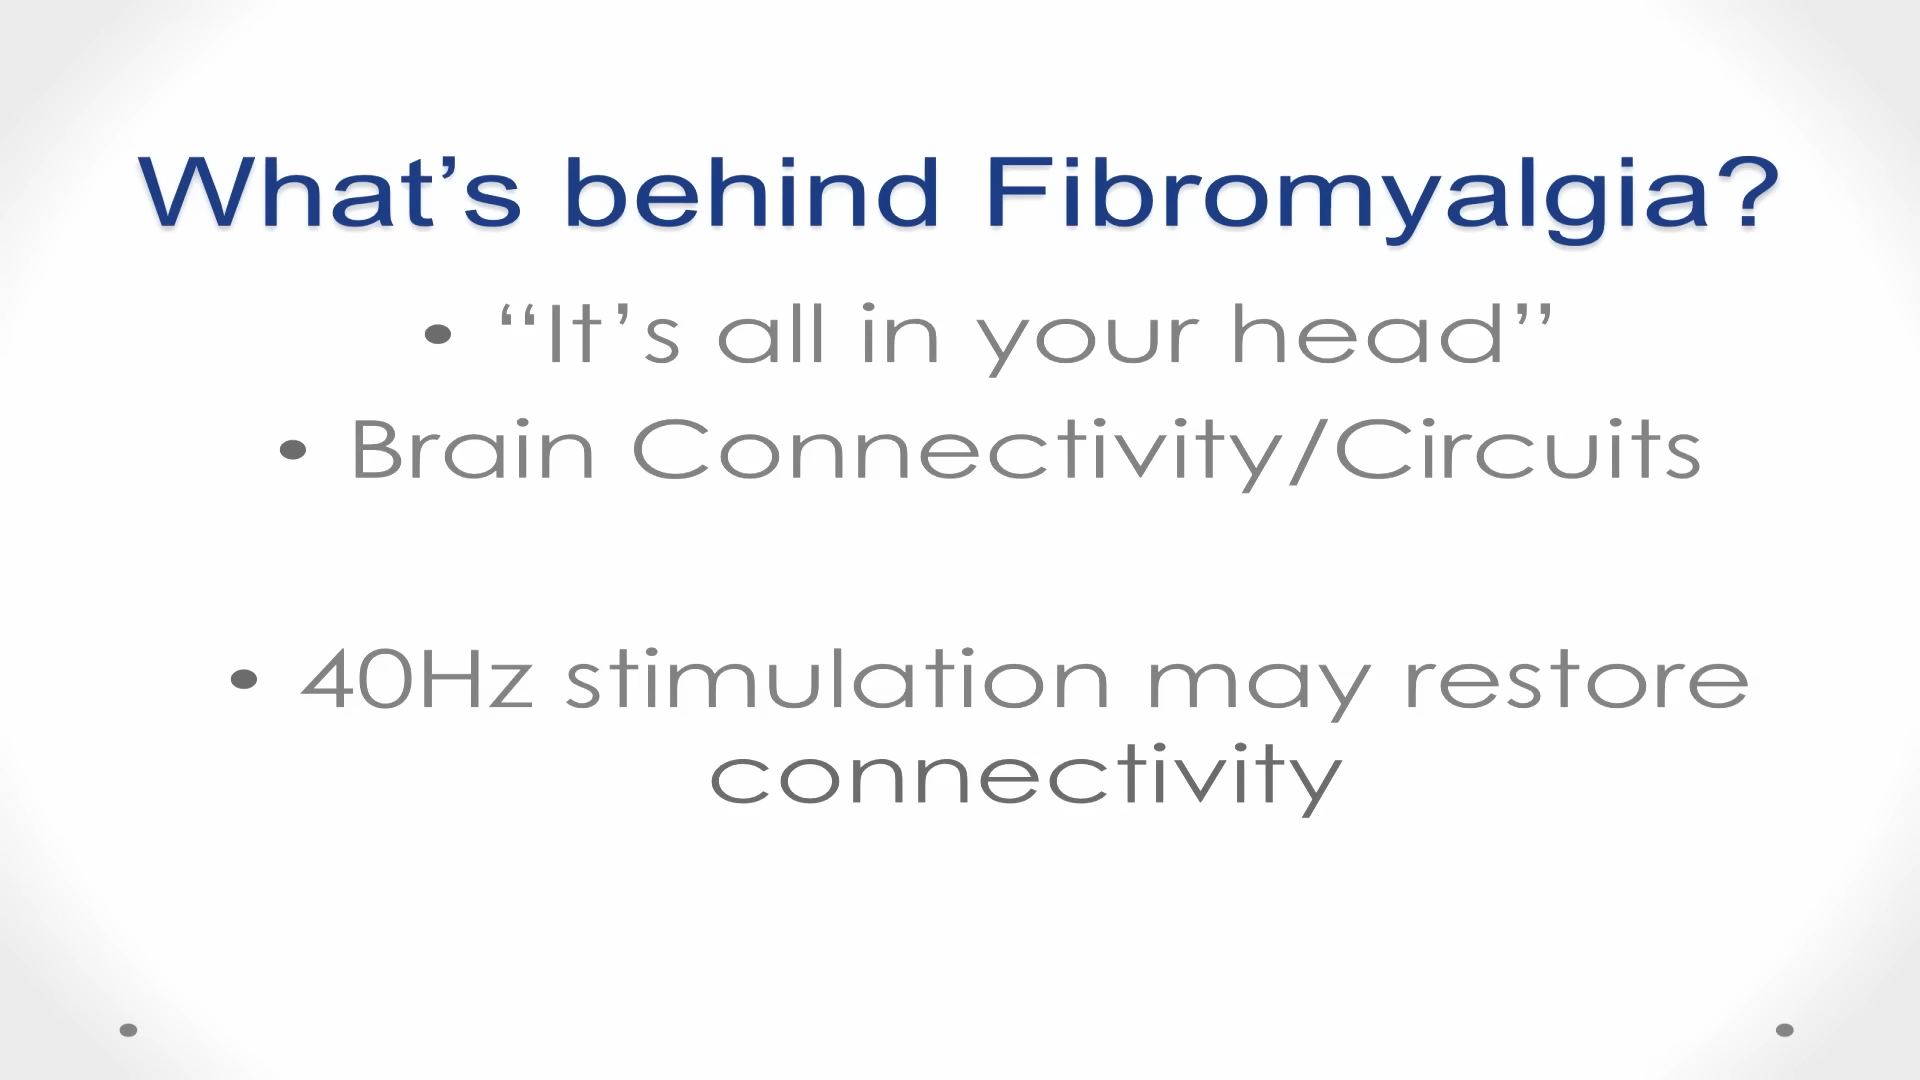 What’s behind Fibromyalgia?
• “It’s all in your head”
• Brain Connectivity/Circuits
• 40Hz stimulation may restore
connectivity